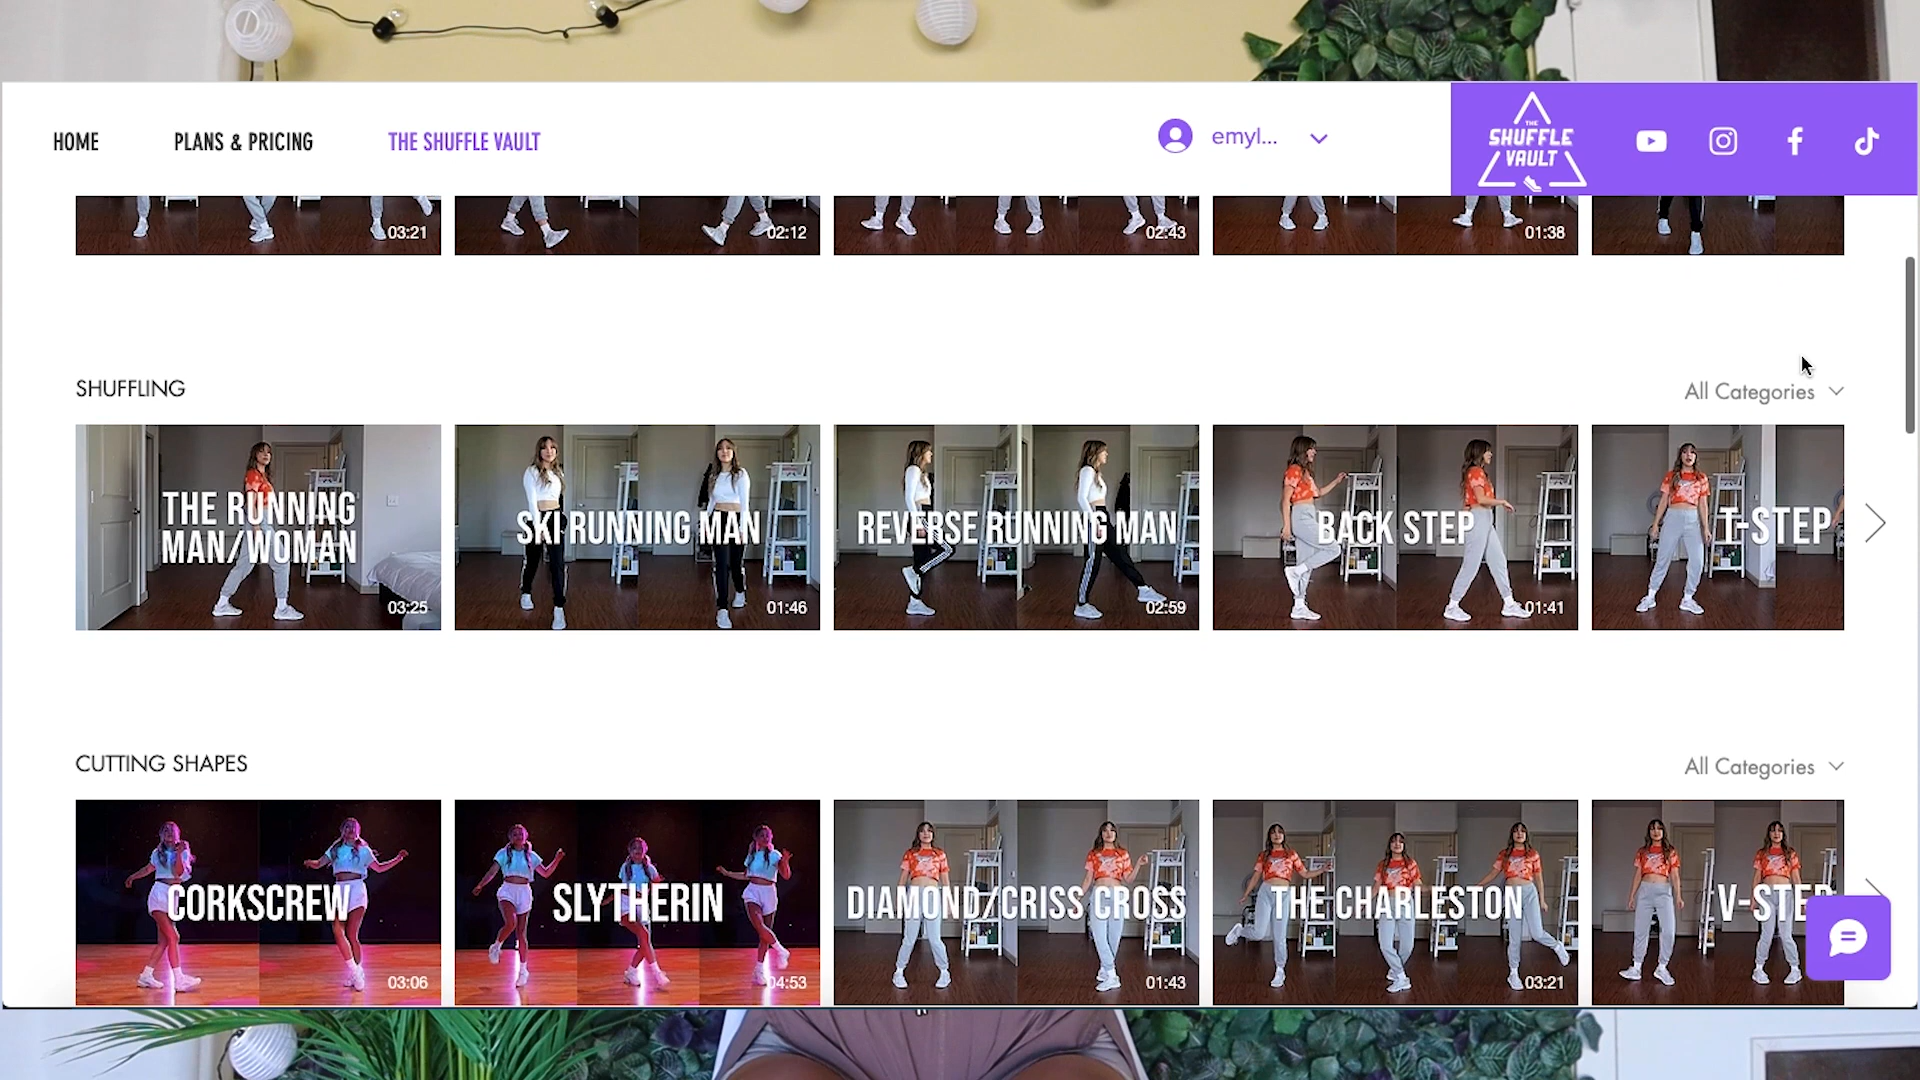 HOME
PLANS & PRICING
THE SHUFFLE VAULT
emyl...
THE
SHUFFLE
VAULT
03:21
02:12
02:43
01:38
SHUFFLING
All Categories
THE RUNNING
MAN/WOMAN
03:25
SKI RUNNING MAN
01:46
REVERSE RUNNING MAN
02:59
BACK STEP
01:41
T-STEP
CUTTING SHAPES
All Categories
CORKSCREW
03:06
SLYTHERIN
04:53
DIAMOND/CRISS CROSS
01:43
THE CHARLESTON
03:21
V-STEP